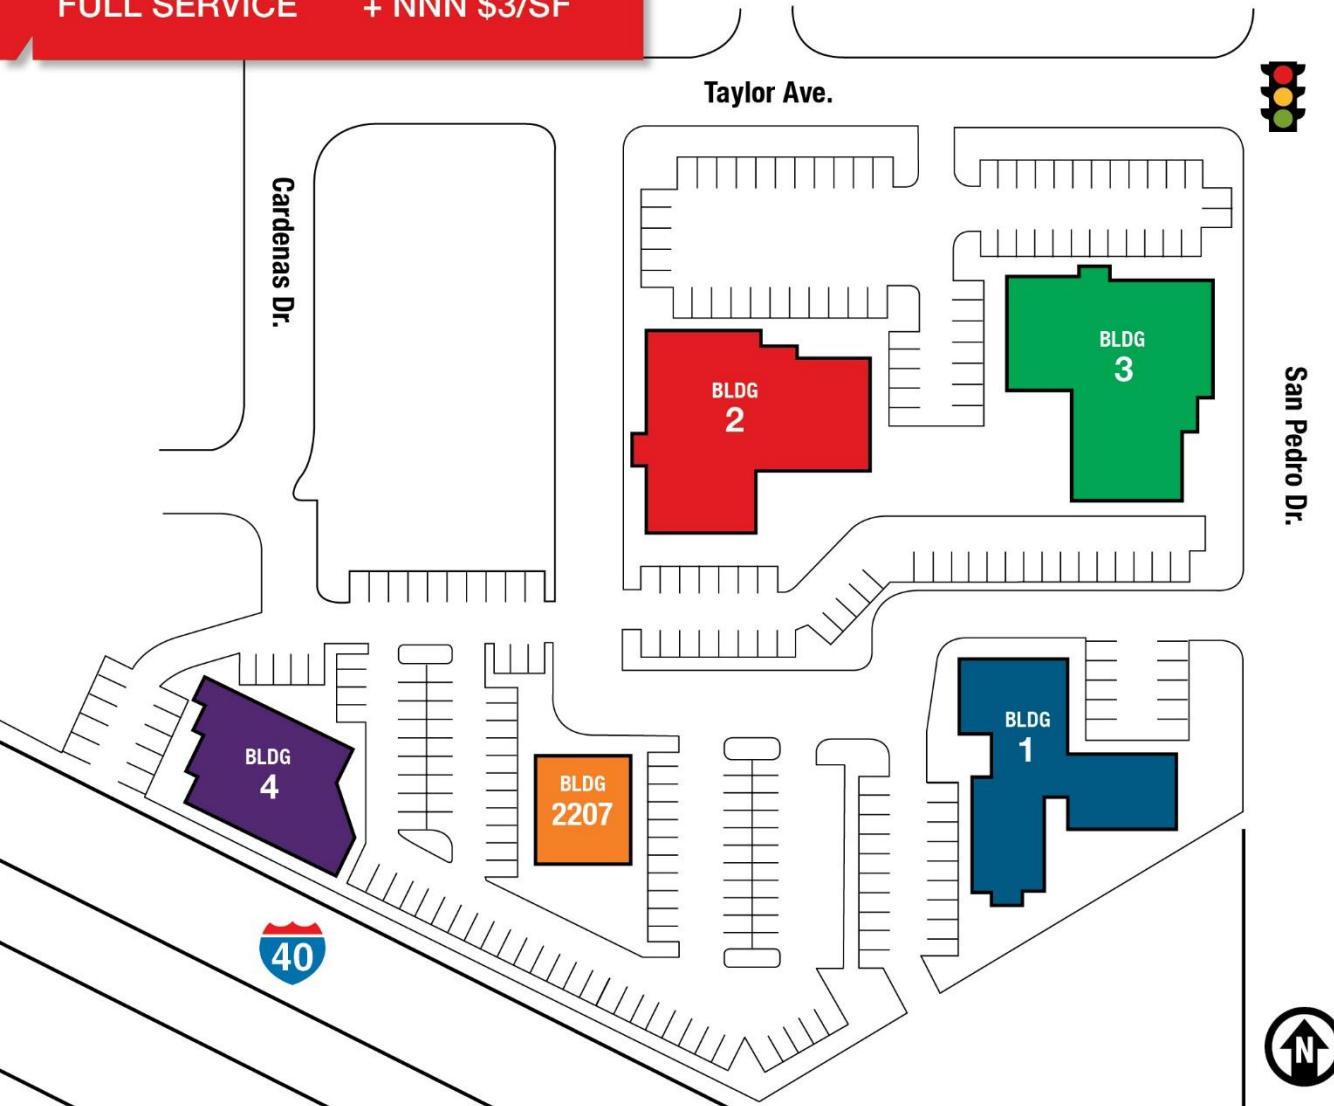 FULL SERVICE + NNN $3/SF
Taylor Ave.
Cardenas Dr.
San Pedro Dr.
BLDG
3
BLDG
2
BLDG
1
BLDG
4
BLDG
2207
40
N